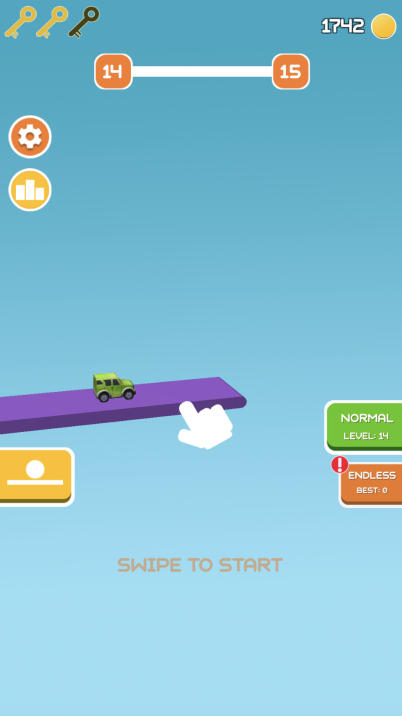 1742
14
15
NORMAL
LEVEL: 14
!
ENDLESS
BEST: 0
SWIPE TO START